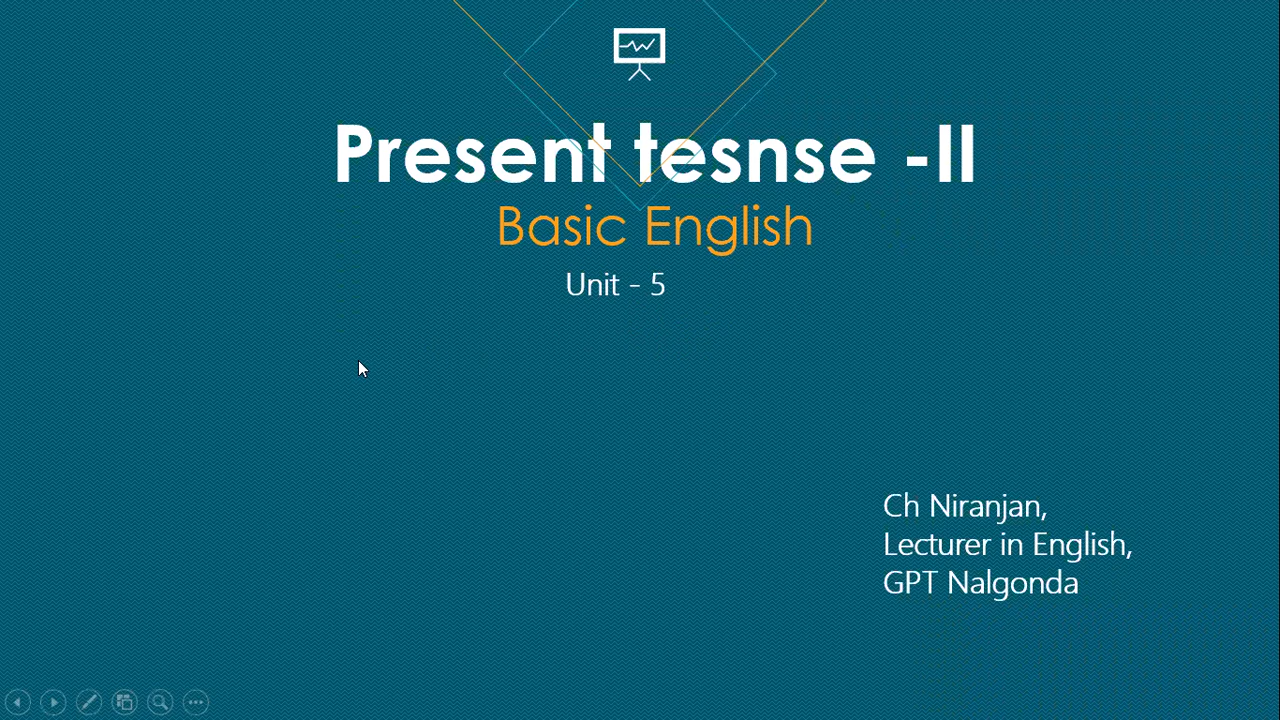 Present tesnse -II
Basic English
Unit - 5
Ch Niranjan,
Lecturer in English,
GPT Nalgonda